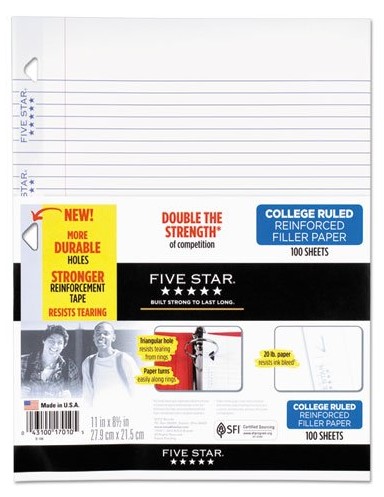 FIVE STAR.
FIVE STAR.
NEW!
MORE
DURABLE
HOLES
STRONGER
REINFORCEMENT
TAPE
RESISTS TEARING
DOUBLE THE
STRENGTH*
of competition
COLLEGE RULED
REINFORCED
FILLER PAPER
100 SHEETS
FIVE STAR.
BUILT STRONG TO LAST LONG.
Triangular hole
resists tearing
from rings
Paper turns
easily along rings
20 lb. paper
resists ink bleed
Made in U.S.A.
0 43100 17010
11 in x 8½ in
27.9 cm x 21.5 cm
SFI
Certified Sourcing
COLLEGE RULED
REINFORCED
FILLER PAPER
100 SHEETS
FIVE STAR.